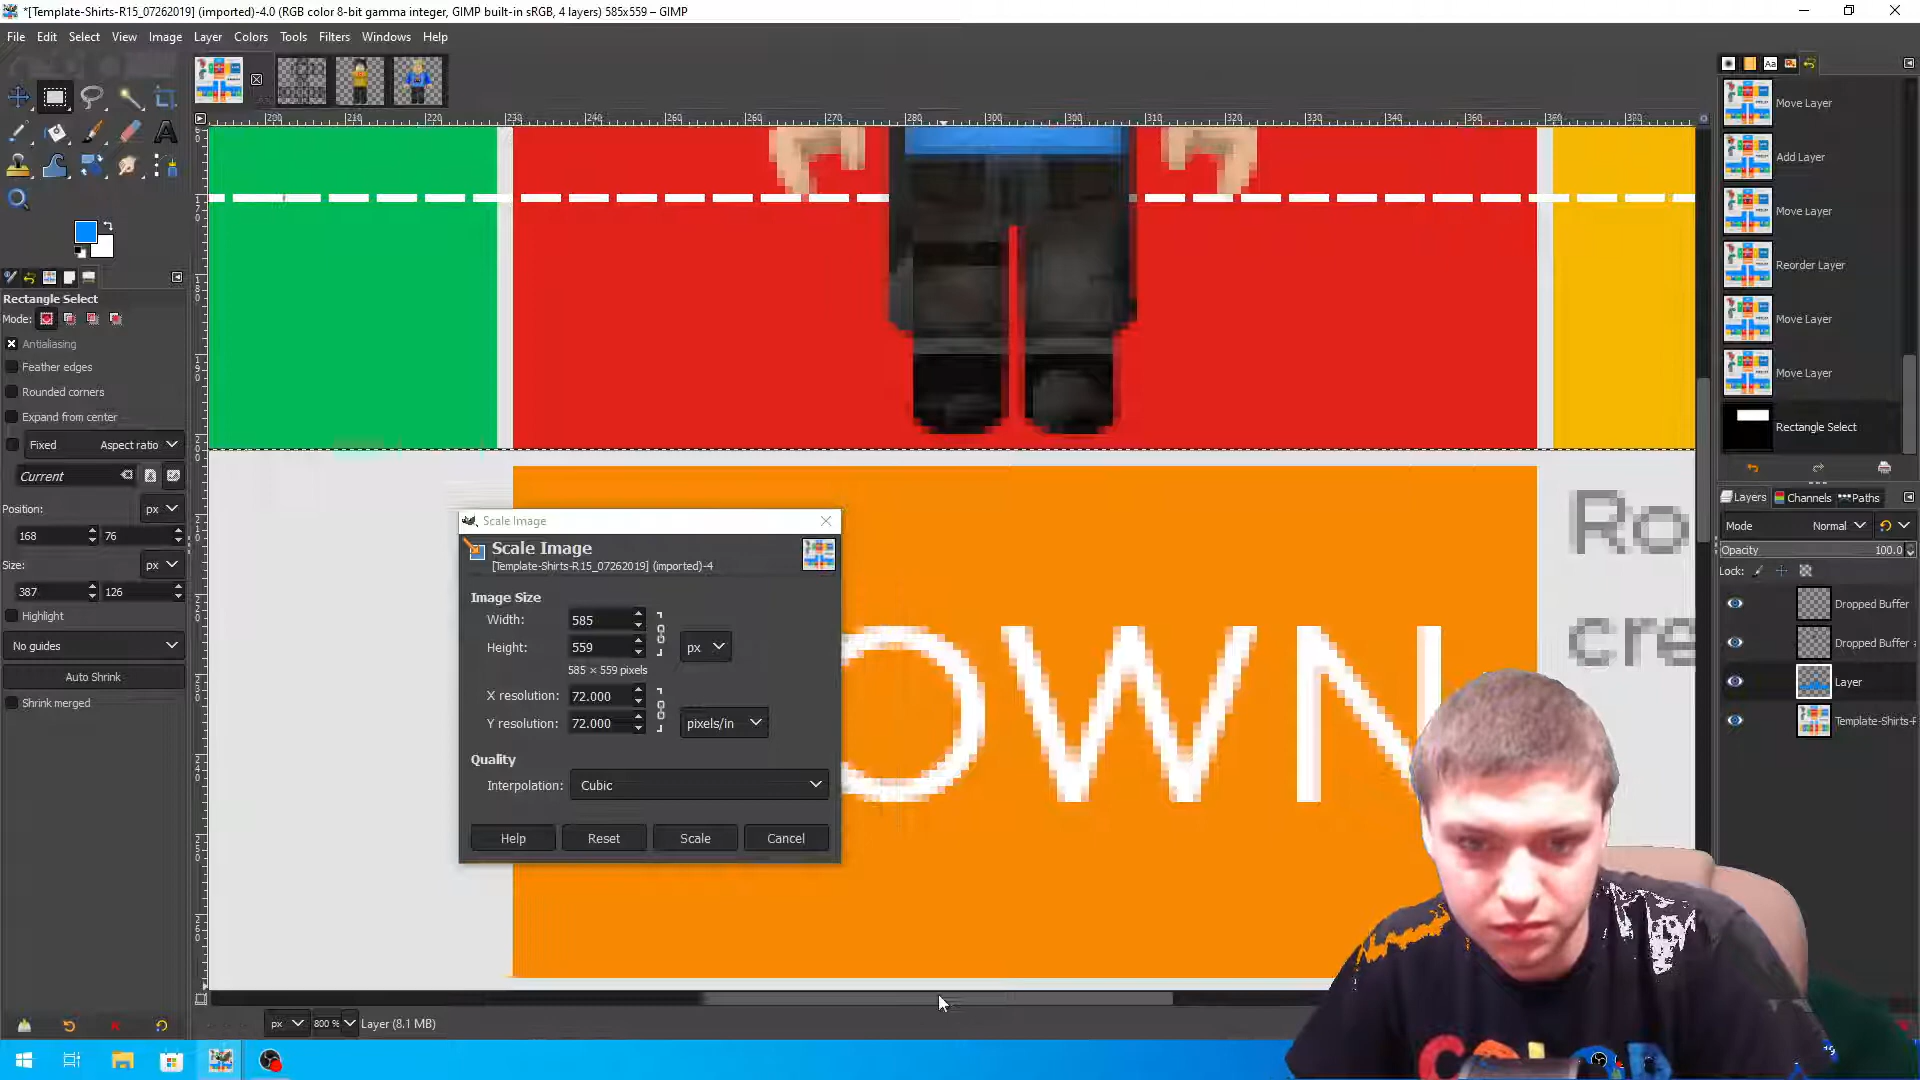 *[Template-Shirts-R15_07262019] (imported)-4.0 (RGB color 8-bit gamma integer, GIMP built-in sRGB, 4 layers) 585x559 – GIMP
File Edit Select View Image Layer Colors Tools Filters Windows Help
Rectangle Select
Mode:
Antialiasing
Feather edges
Rounded corners
Expand from center
Fixed Aspect ratio
Current
Position: px
168 76
Size: px
387 126
Highlight
No guides
Auto Shrink
Shrink merged
Scale Image
Scale Image
[Template-Shirts-R15_07262019] (imported)-4
Image Size
Width: 585
Height: 559 px
585 × 559 pixels
X resolution: 72.000
Y resolution: 72.000 pixels/in
Quality
Interpolation: Cubic
Help Reset Scale Cancel
OWN
Ro
cre
Move Layer
Add Layer
Move Layer
Reorder Layer
Move Layer
Move Layer
Rectangle Select
Layers Channels Paths
Mode Normal
Opacity 100.0
Lock:
Dropped Buffer
Dropped Buffer
Layer
Template-Shirts-R
px 800 % Layer (8.1 MB)
COLOR